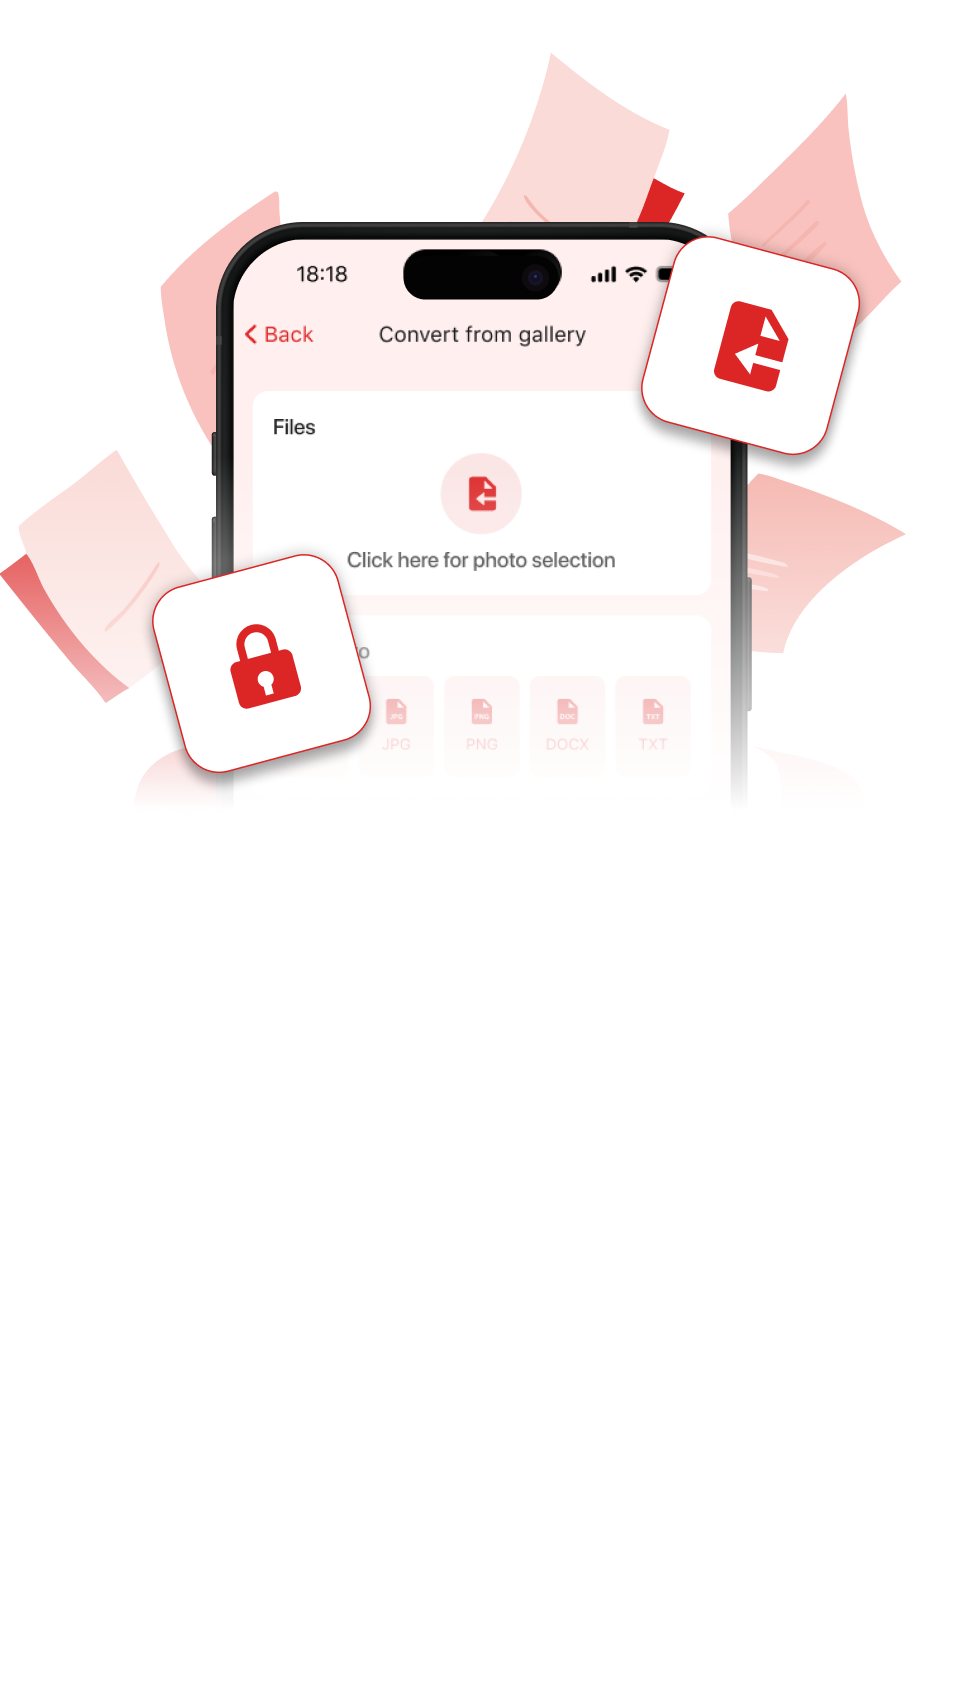 18:18
Back
Convert from gallery
Files
Click here for photo selection
JPG PNG DOC TXT
JPG PNG DOCX TXT